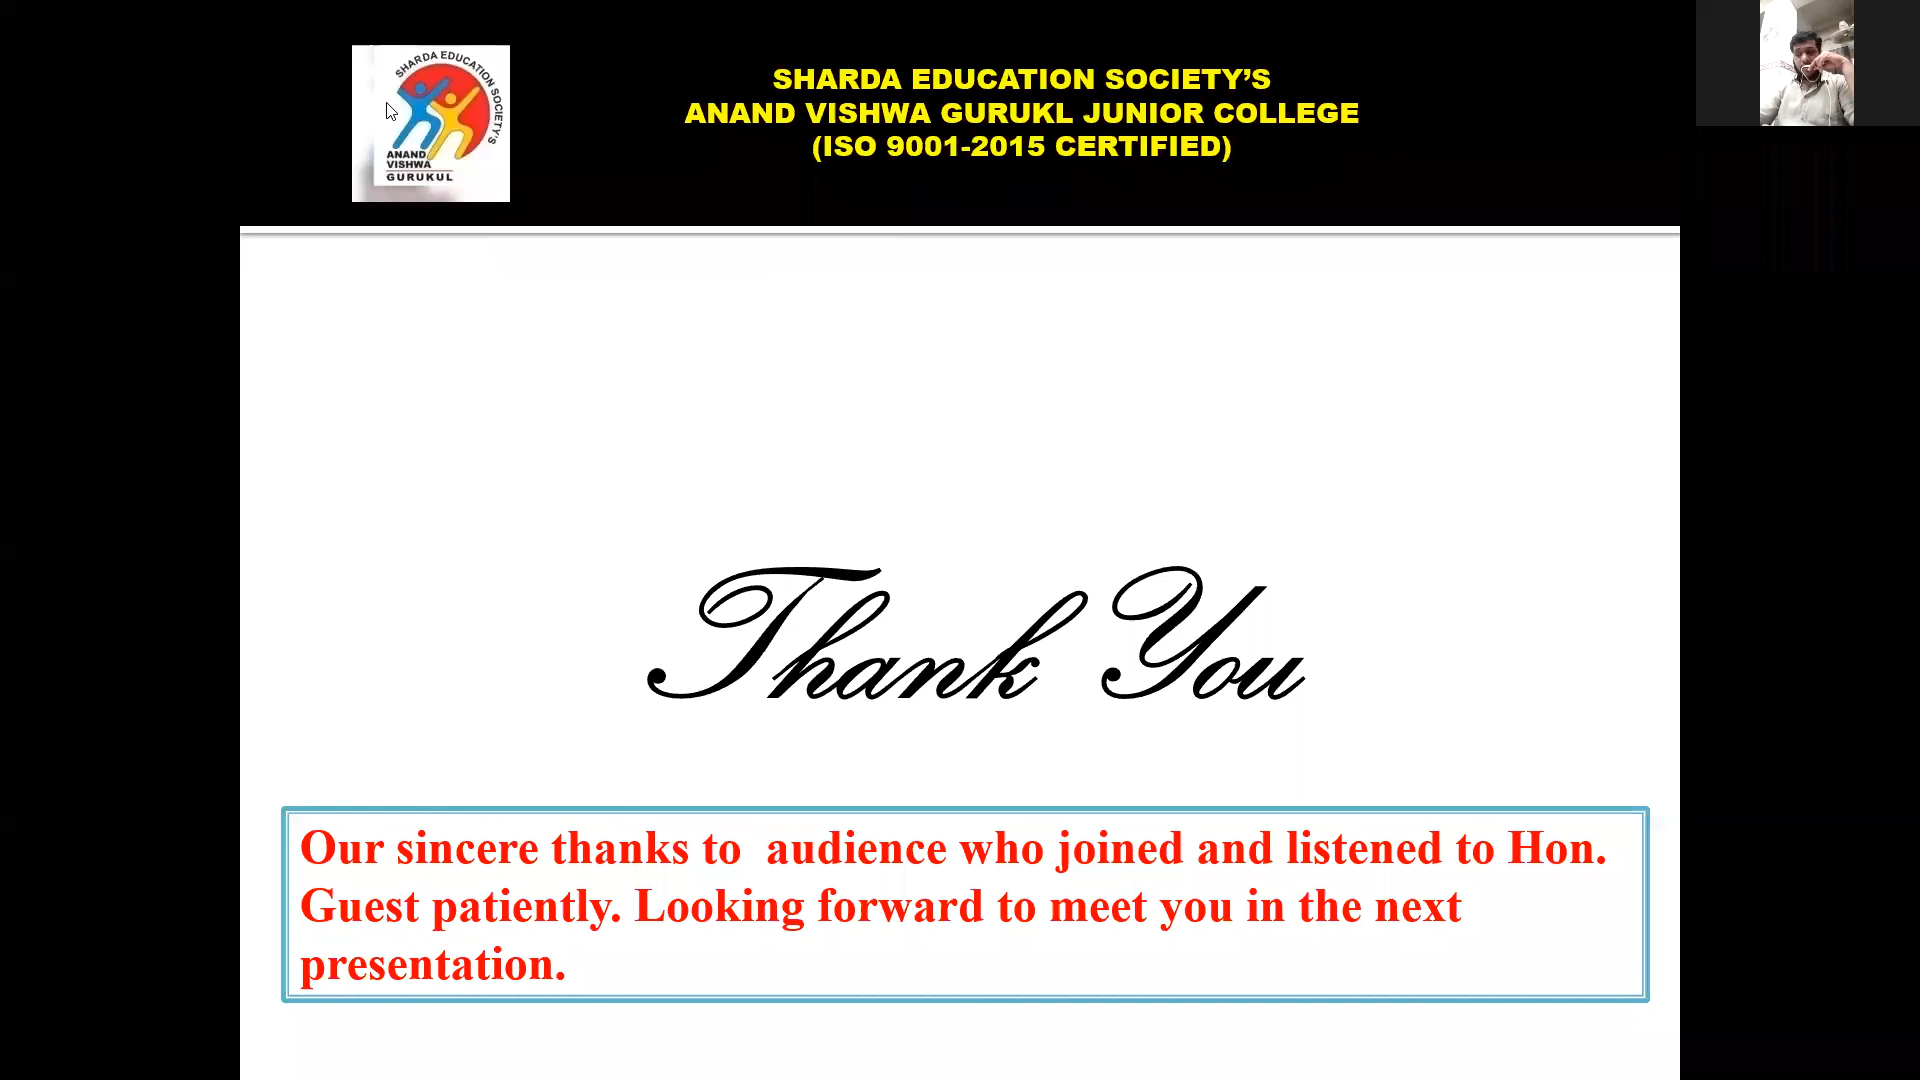 SHARDA EDUCATION SOCIETY'S
ANAND
VISHWA
GURUKUL
SHARDA EDUCATION SOCIETY’S
ANAND VISHWA GURUKL JUNIOR COLLEGE
(ISO 9001-2015 CERTIFIED)
Thank You
Our sincere thanks to  audience who joined and listened to Hon.
Guest patiently. Looking forward to meet you in the next
presentation.